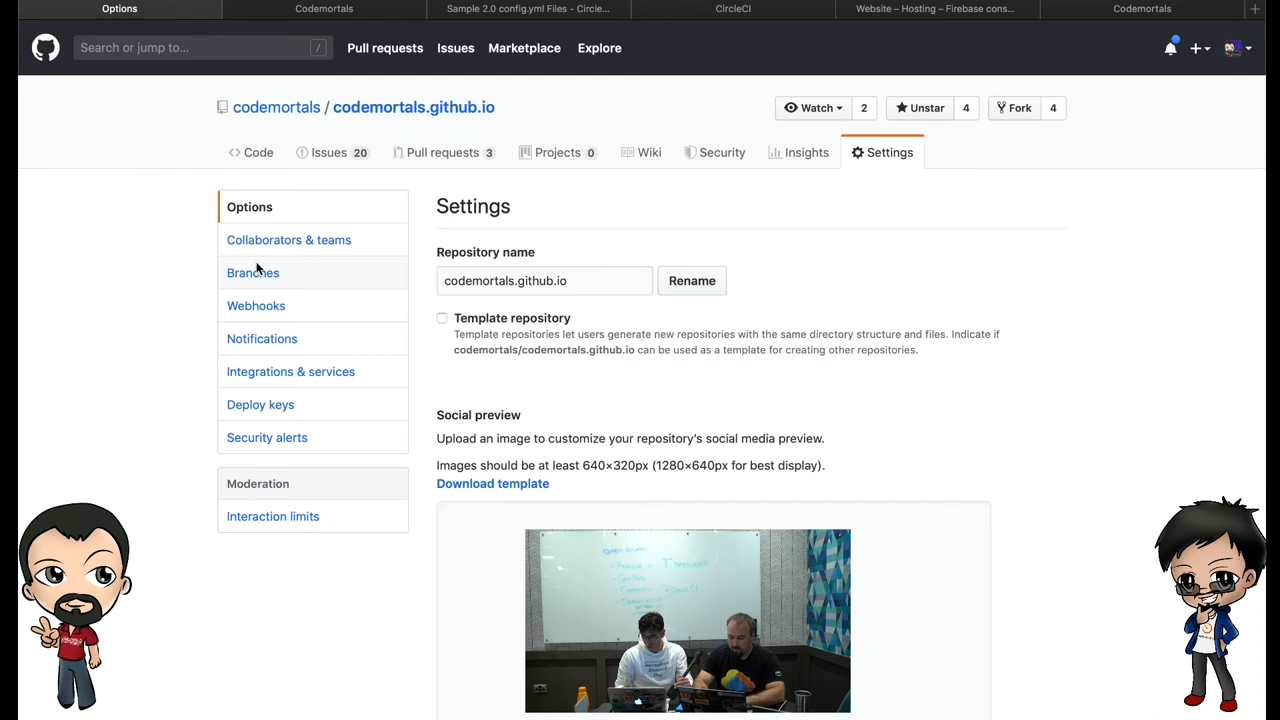 Options
Codemortals
Sample 2.0 config.yml Files - Circle...
CircleCI
Website – Hosting – Firebase cons...
Codemortals
+
Search or jump to...
/
Pull requests
Issues
Marketplace
Explore
codemortals / codemortals.github.io
Watch
2
Unstar
4
Fork
4
Code
Issues 20
Pull requests 3
Projects 0
Wiki
Security
Insights
Settings
Options
Collaborators & teams
Branches
Webhooks
Notifications
Integrations & services
Deploy keys
Security alerts
Moderation
Interaction limits
Settings
Repository name
codemortals.github.io
Rename
Template repository
Template repositories let users generate new repositories with the same directory structure and files. Indicate if
codemortals/codemortals.github.io can be used as a template for creating other repositories.
Social preview
Upload an image to customize your repository's social media preview.
Images should be at least 640×320px (1280×640px for best display).
Download template